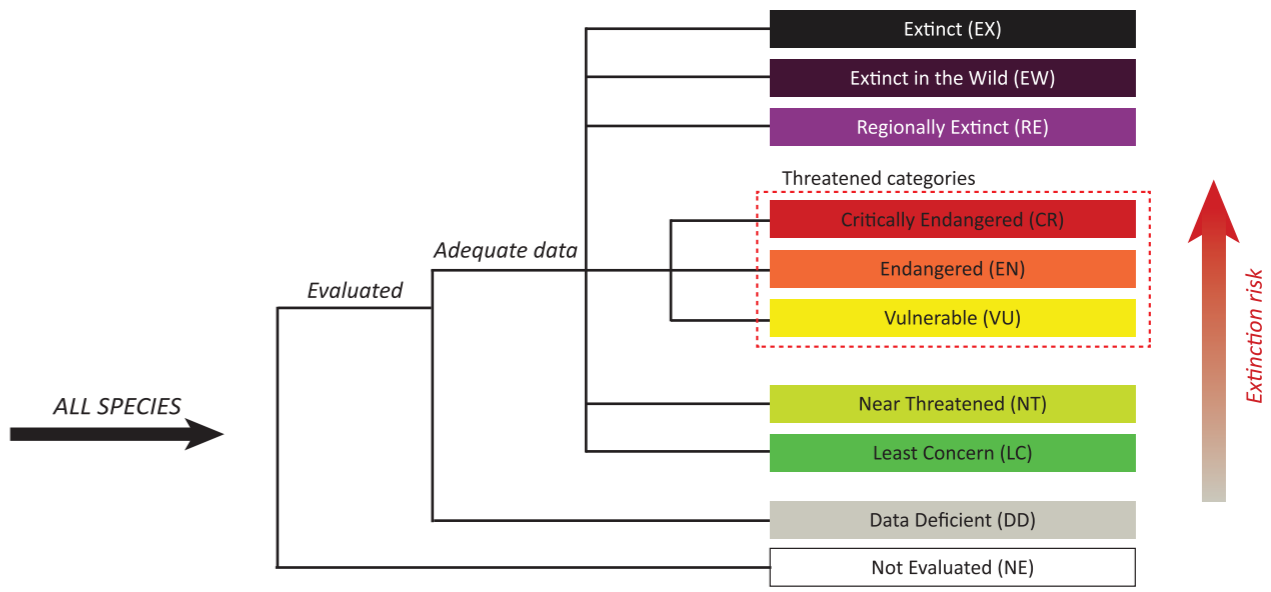 Extinct (EX)
Extinct in the Wild (EW)
Regionally Extinct (RE)
Threatened categories
Critically Endangered (CR)
Adequate data
Endangered (EN)
Evaluated
Vulnerable (VU)
Extinction risk
ALL SPECIES
Near Threatened (NT)
Least Concern (LC)
Data Deficient (DD)
Not Evaluated (NE)